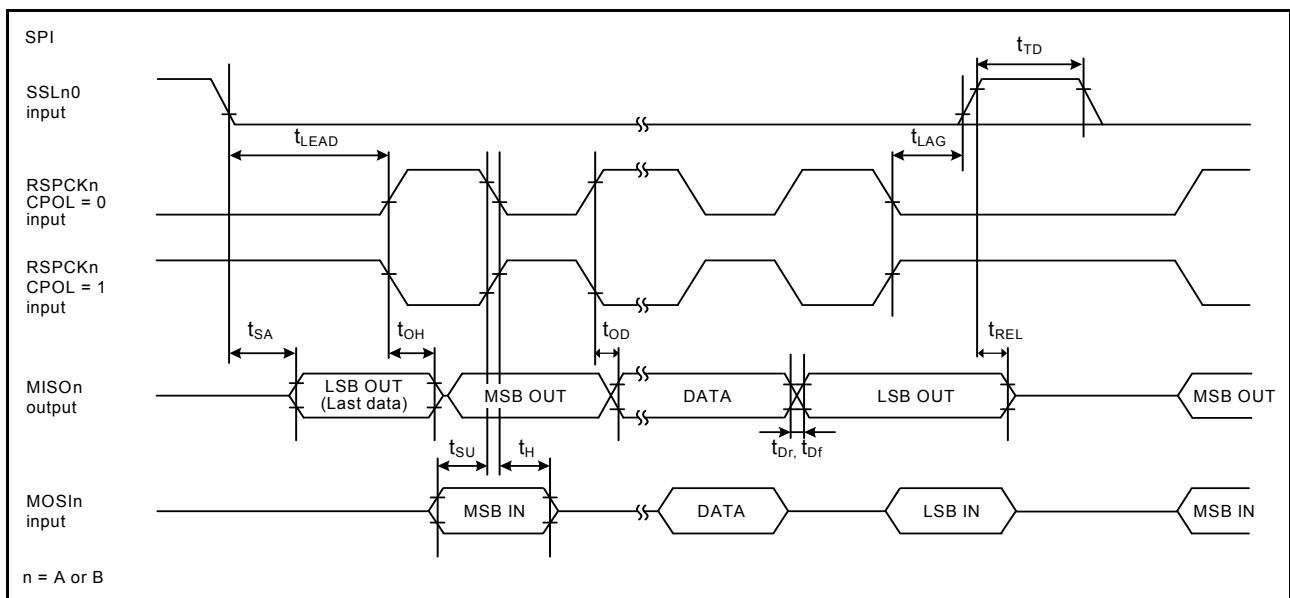 SPI
tTD
SSLn0
input
tLEAD
tLAG
RSPCKn
CPOL = 0
input
RSPCKn
CPOL = 1
input
tSA
tOH
tOD
tREL
MISOn
output
LSB OUT
(Last data)
MSB OUT
DATA
LSB OUT
MSB OUT
tSU
tH
tDr, tDf
MOSIn
input
MSB IN
DATA
LSB IN
MSB IN
n = A or B